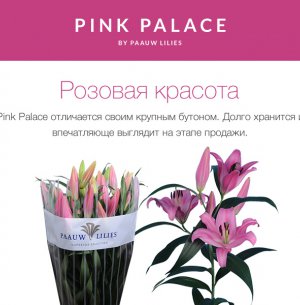 PINK PALACE
BY PAAUW LILIES
Розовая красота
Pink Palace отличается своим крупным бутоном. Долго хранится и
впечатляюще выглядит на этапе продажи.
PAAUW LILIES